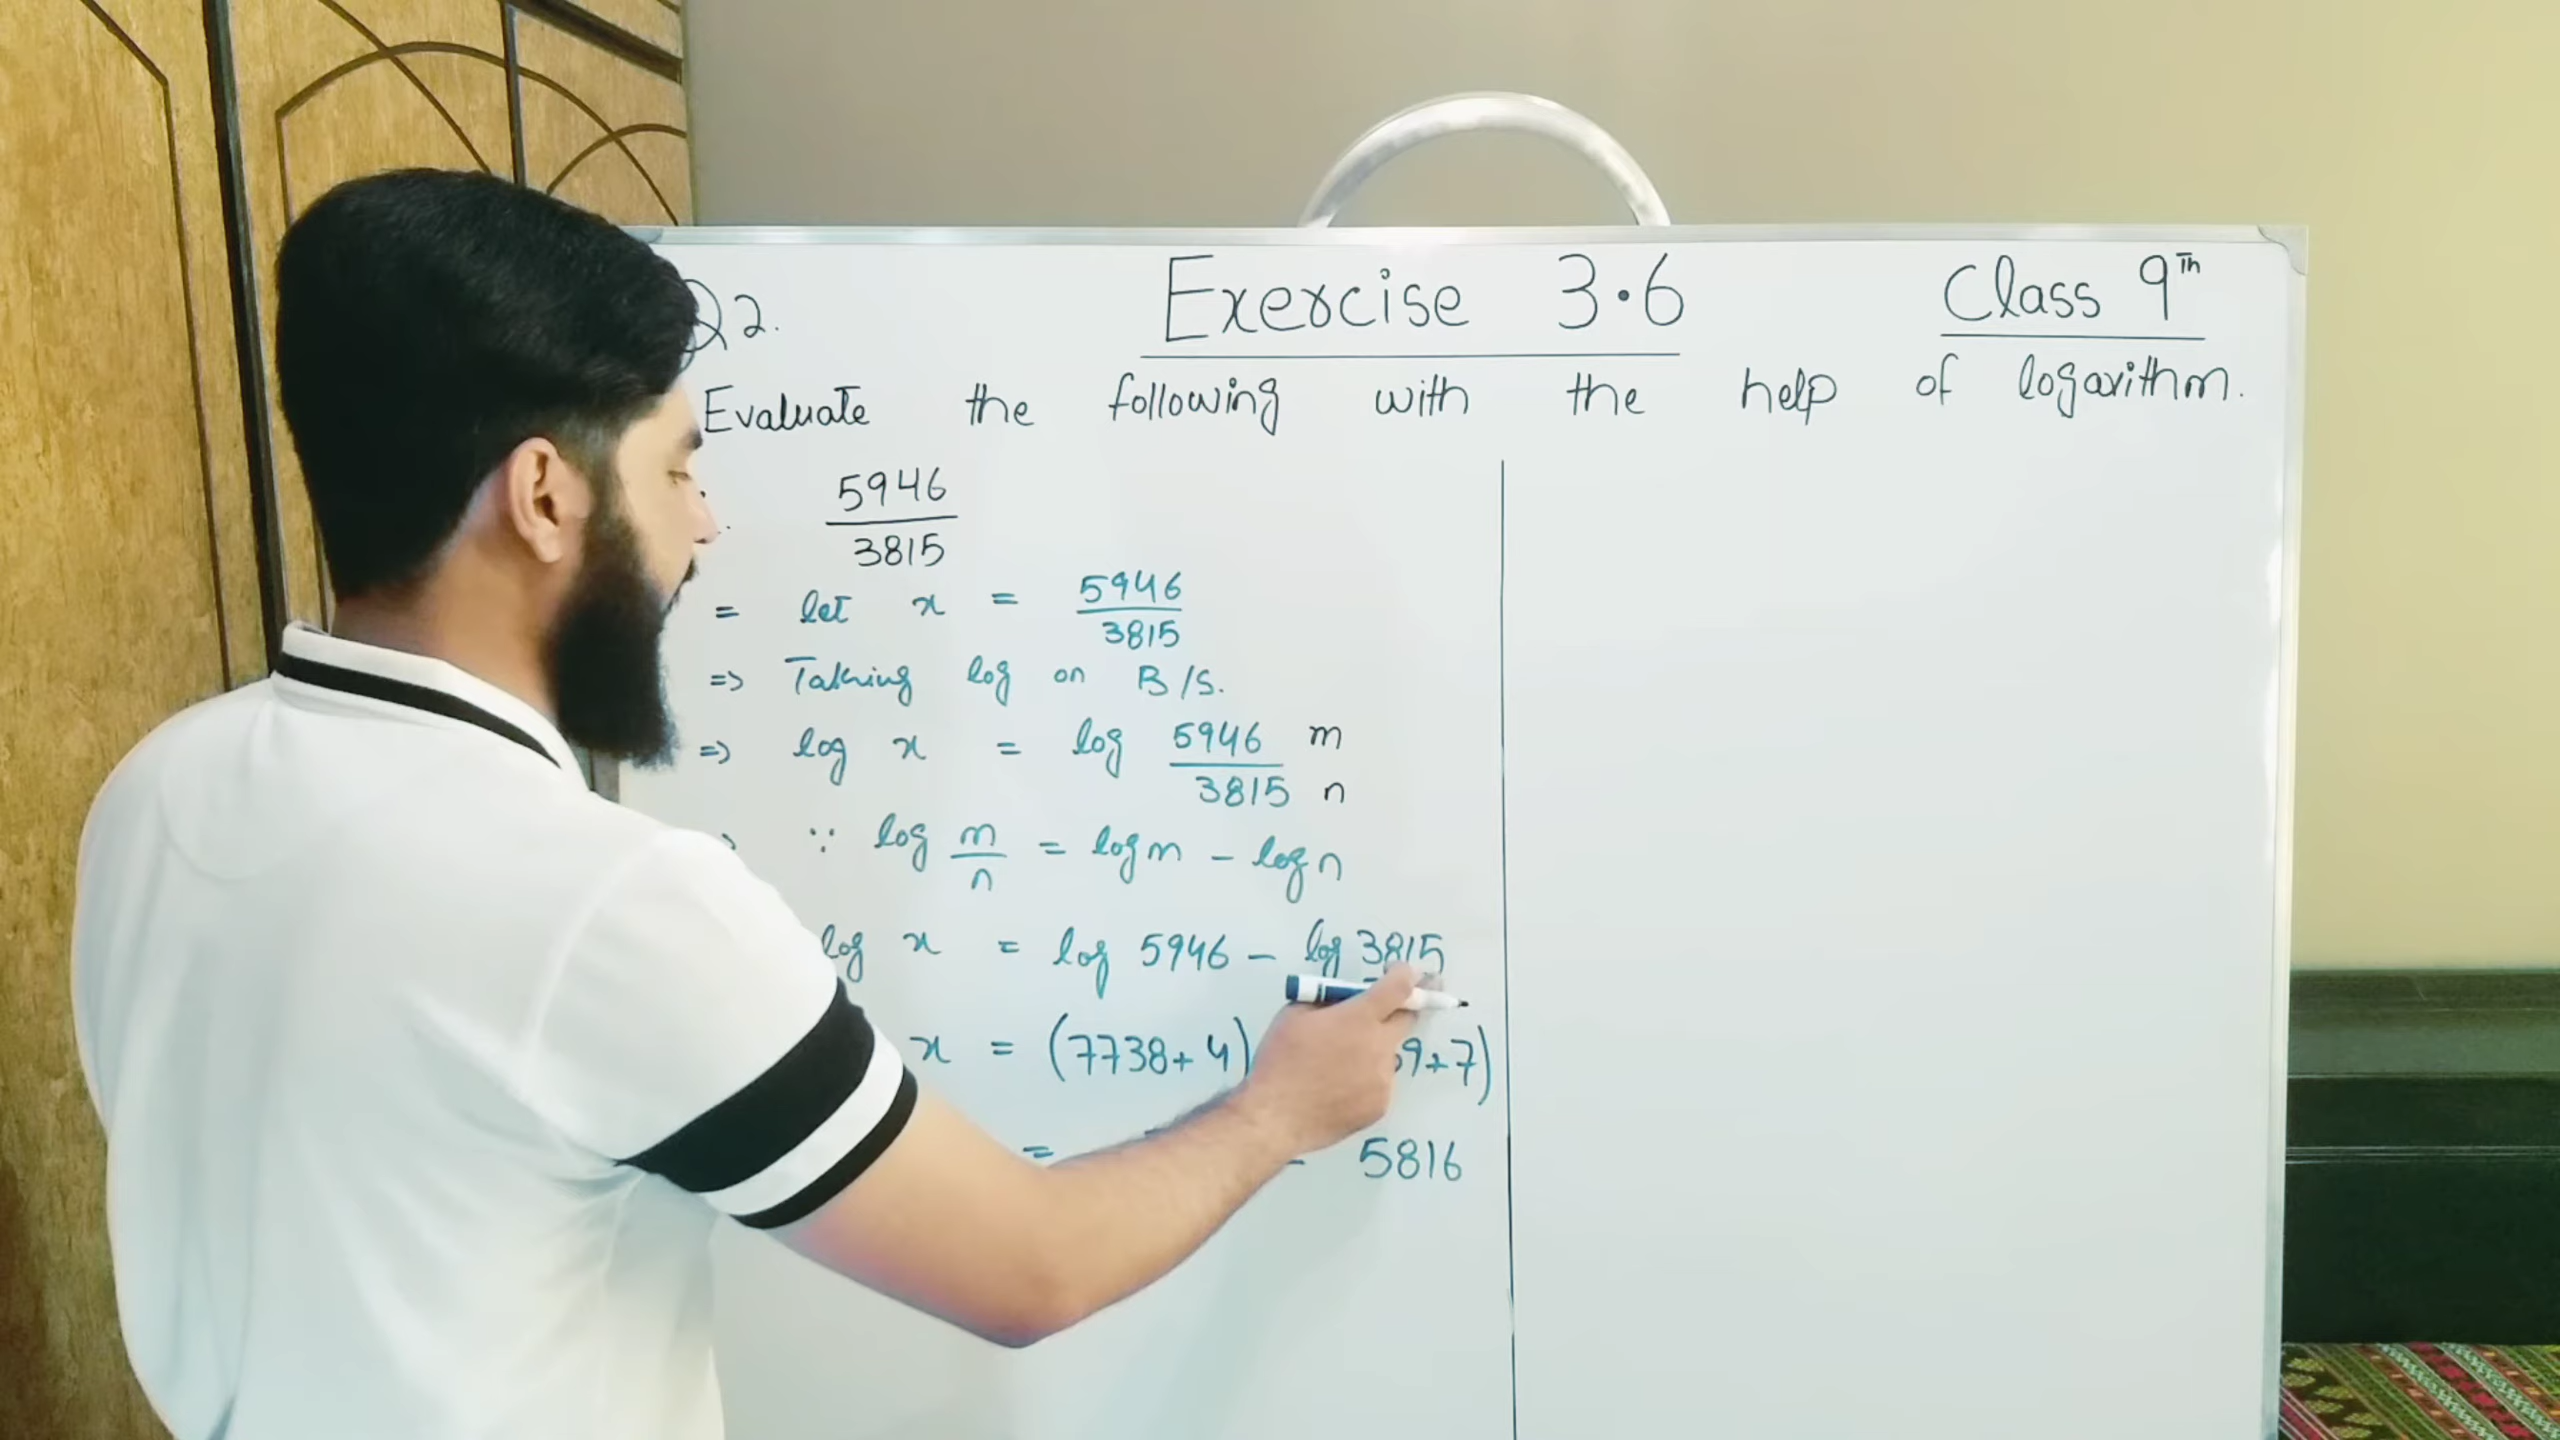 Q2. Exercise 3.6 Class 9Th
Evaluate the following with the help of logarithm.
5946
3815
= let x = 5946
3815
=> Taking log on B/S.
=> log x = log 5946 m
3815 n
∵ log m = log m - log n
n
log x = log 5946 - log 3815
x = (7738+4) 9+7)
= - 5816